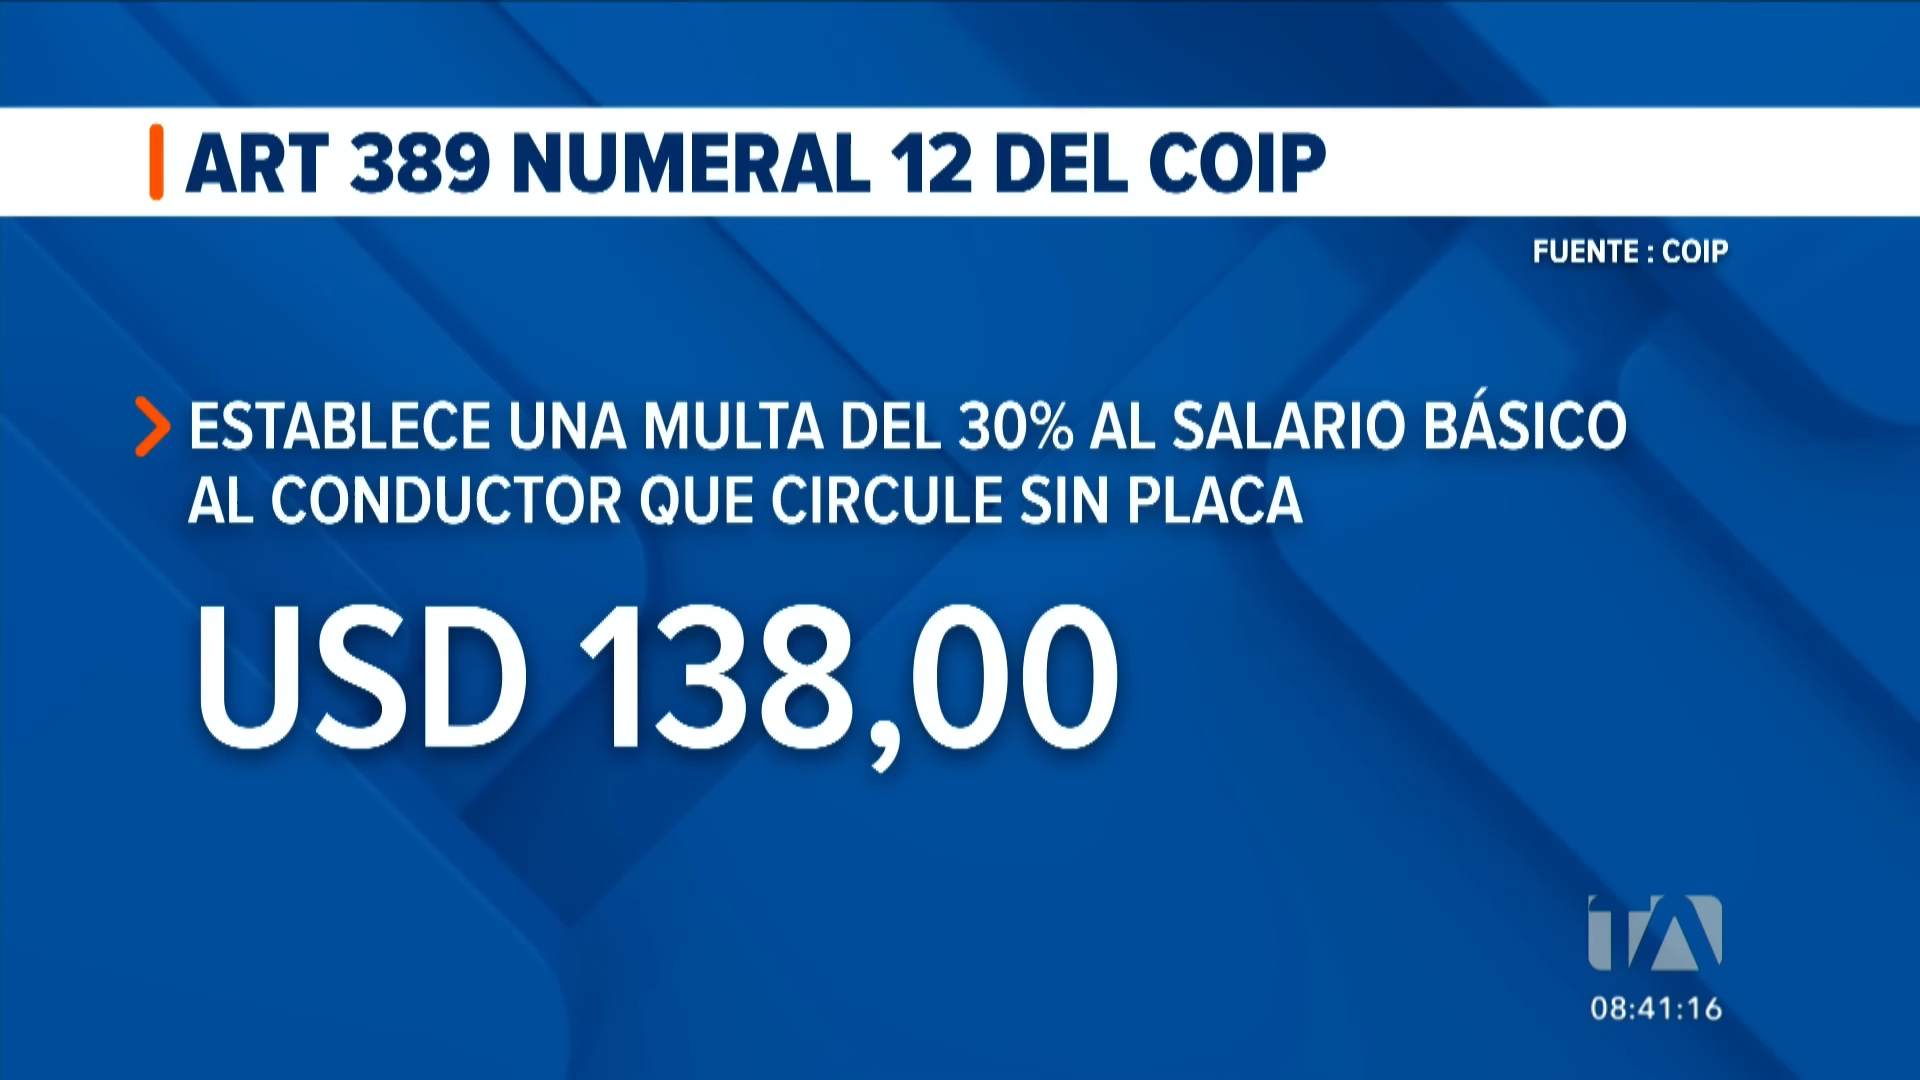 ART 389 NUMERAL 12 DEL COIP
FUENTE : COIP
ESTABLECE UNA MULTA DEL 30% AL SALARIO BÁSICO
AL CONDUCTOR QUE CIRCULE SIN PLACA
USD 138,00
TA
08:41:16